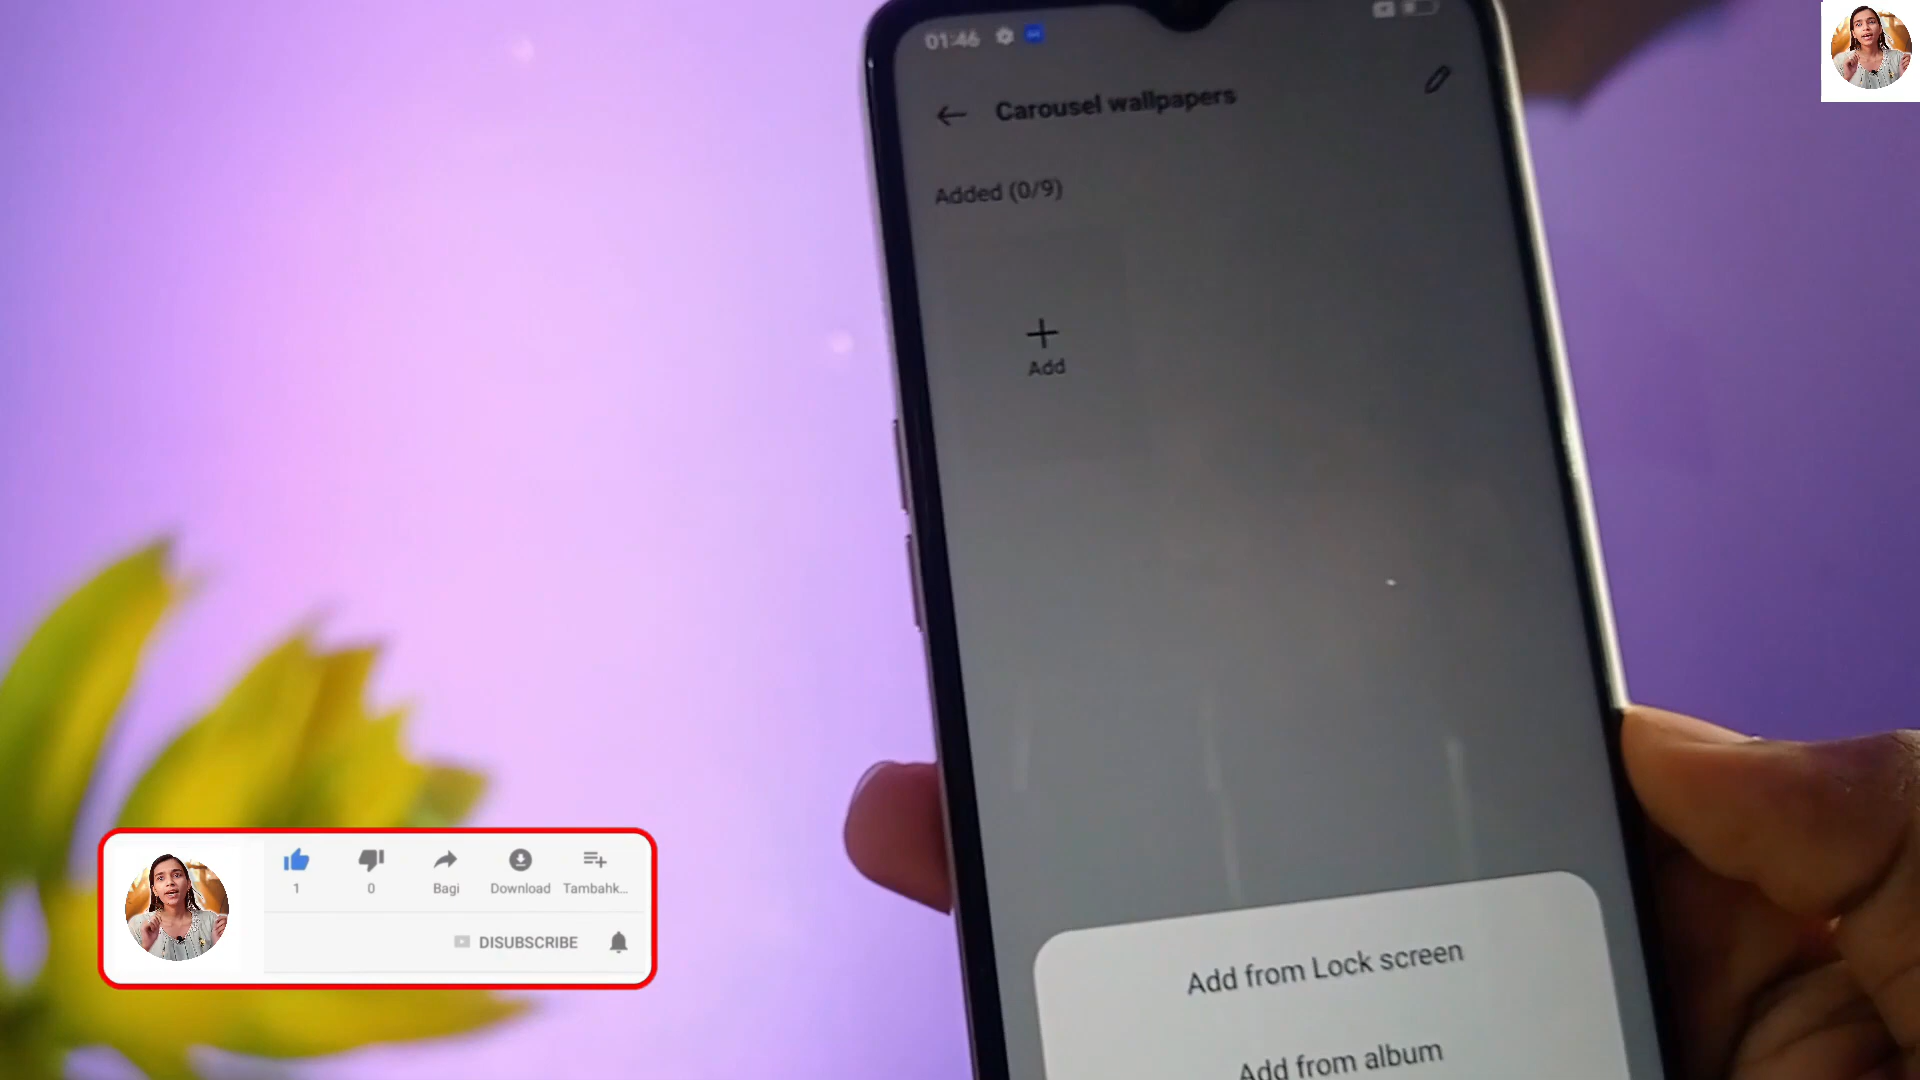 01:46
Carousel wallpapers
Added (0/9)
Add
Add from Lock screen
Add from album
1
0
Bagi
Download
Tambahk...
DISUBSCRIBE